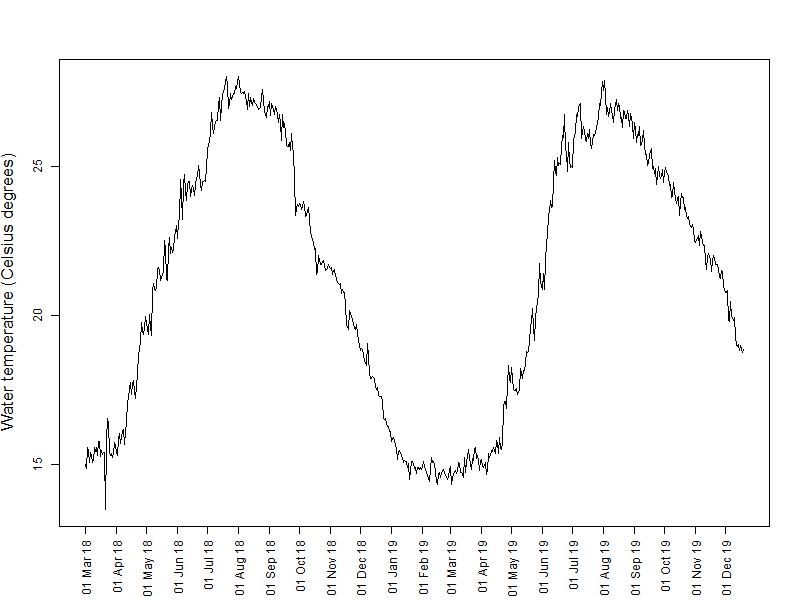 Water temperature (Celsius degrees)
25
20
15
01 Mar 18
01 Apr 18
01 May 18
01 Jun 18
01 Jul 18
01 Aug 18
01 Sep 18
01 Oct 18
01 Nov 18
01 Dec 18
01 Jan 19
01 Feb 19
01 Mar 19
01 Apr 19
01 May 19
01 Jun 19
01 Jul 19
01 Aug 19
01 Sep 19
01 Oct 19
01 Nov 19
01 Dec 19